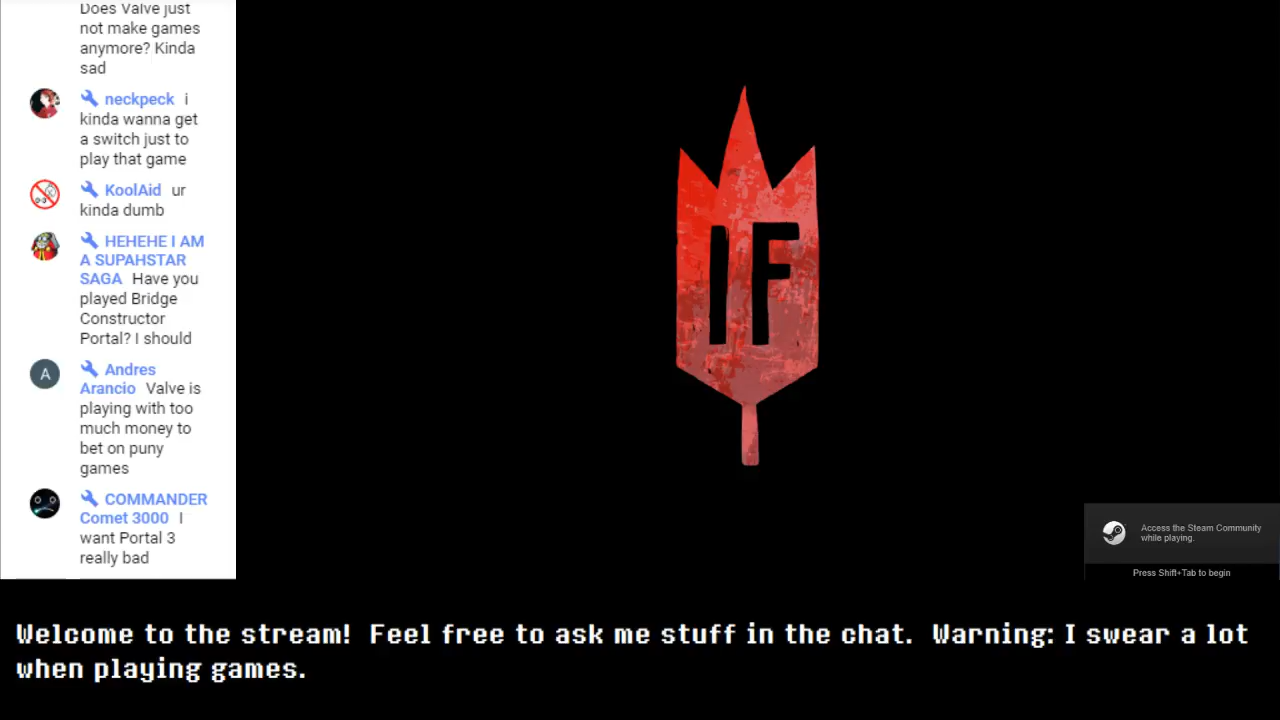 Does Valve just
not make games
anymore? Kinda
sad
neckpeck i
kinda wanna get
a switch just to
play that game
KoolAid ur
kinda dumb
HEHEHE I AM
A SUPAHSTAR
SAGA Have you
played Bridge
Constructor
Portal? I should
A
Andres
Arancio Valve is
playing with too
much money to
bet on puny
games
COMMANDER
Comet 3000 I
want Portal 3
really bad
IF
Access the Steam Community
while playing.
Press Shift+Tab to begin
Welcome to the stream! Feel free to ask me stuff in the chat. Warning: I swear a lot
when playing games.